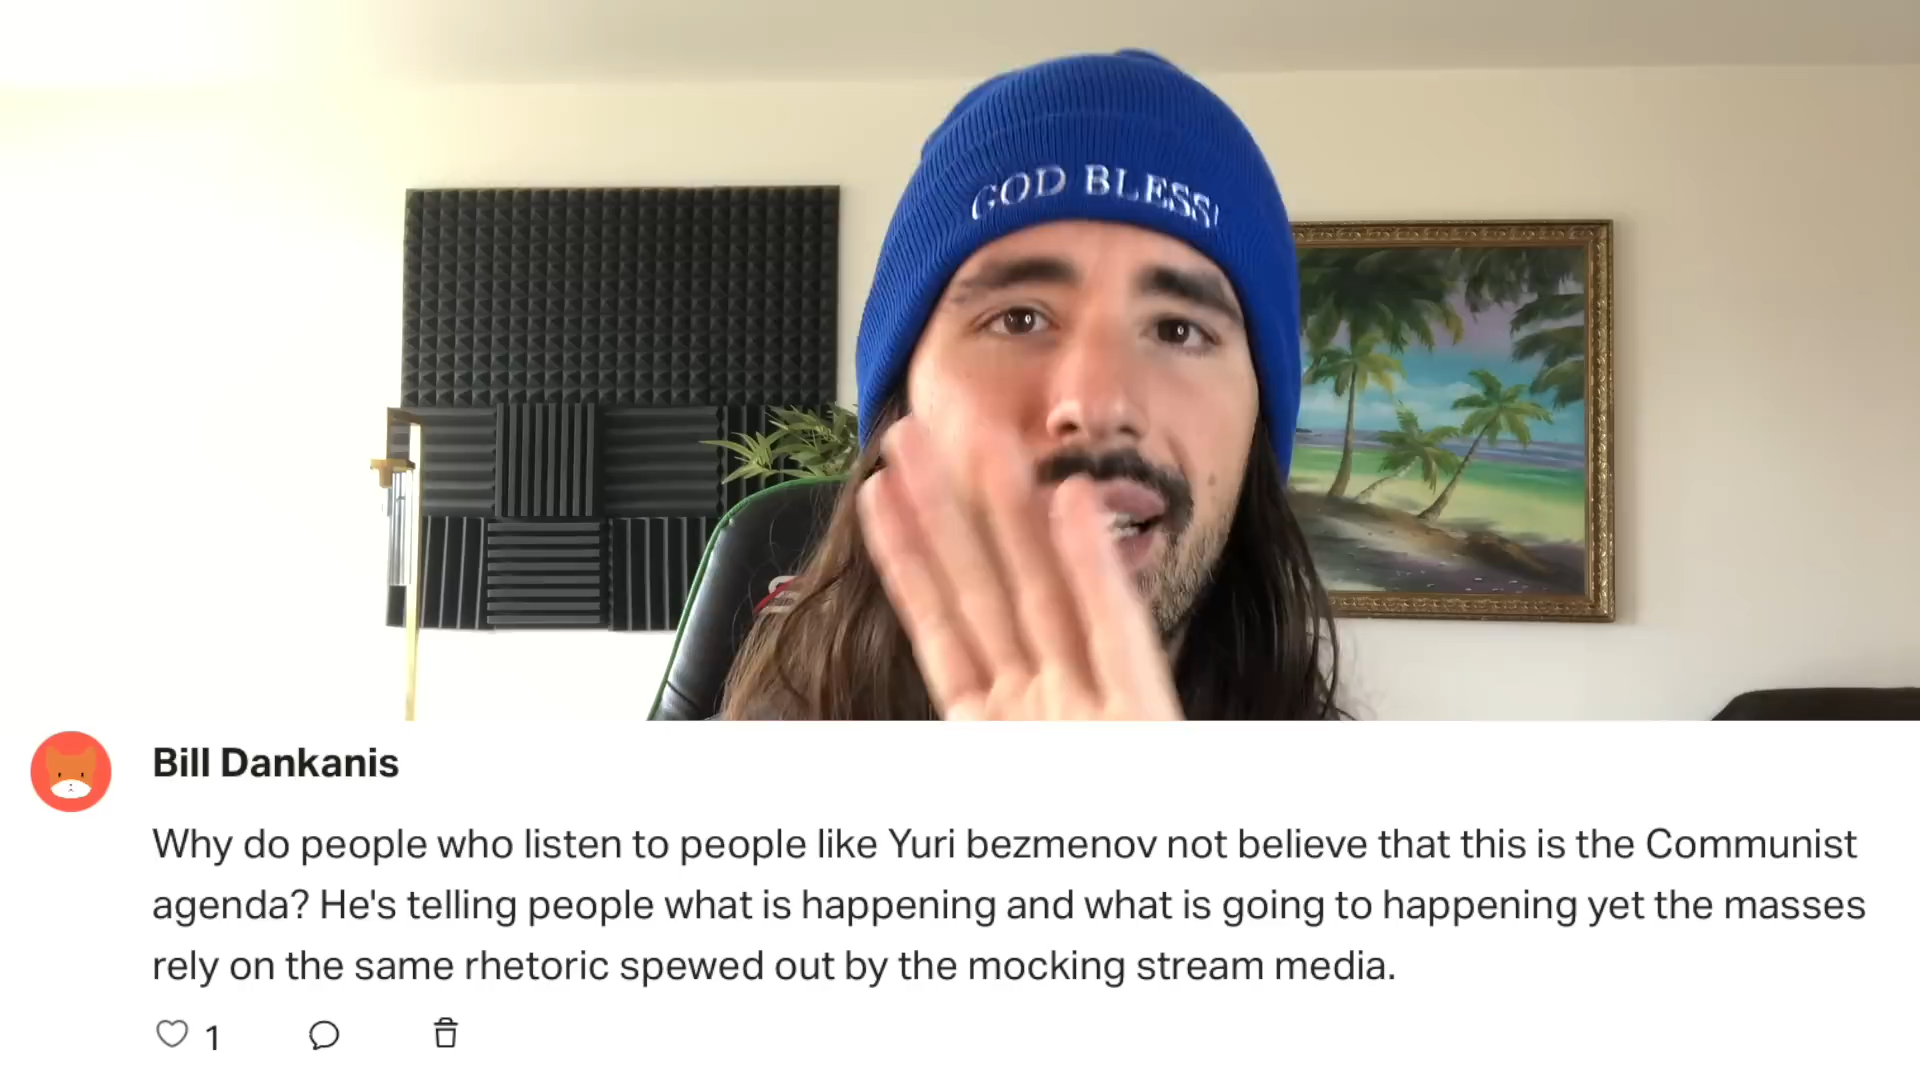 GOD BLESS!
Bill Dankanis
Why do people who listen to people like Yuri bezmenov not believe that this is the Communist
agenda? He's telling people what is happening and what is going to happening yet the masses
rely on the same rhetoric spewed out by the mocking stream media.
1